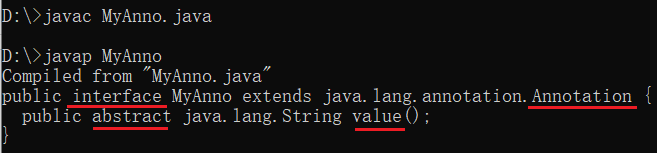 D:\>javac MyAnno.java
D:\>javap MyAnno
Compiled from "MyAnno.java"
public interface MyAnno extends java.lang.annotation.Annotation {
  public abstract java.lang.String value();
}